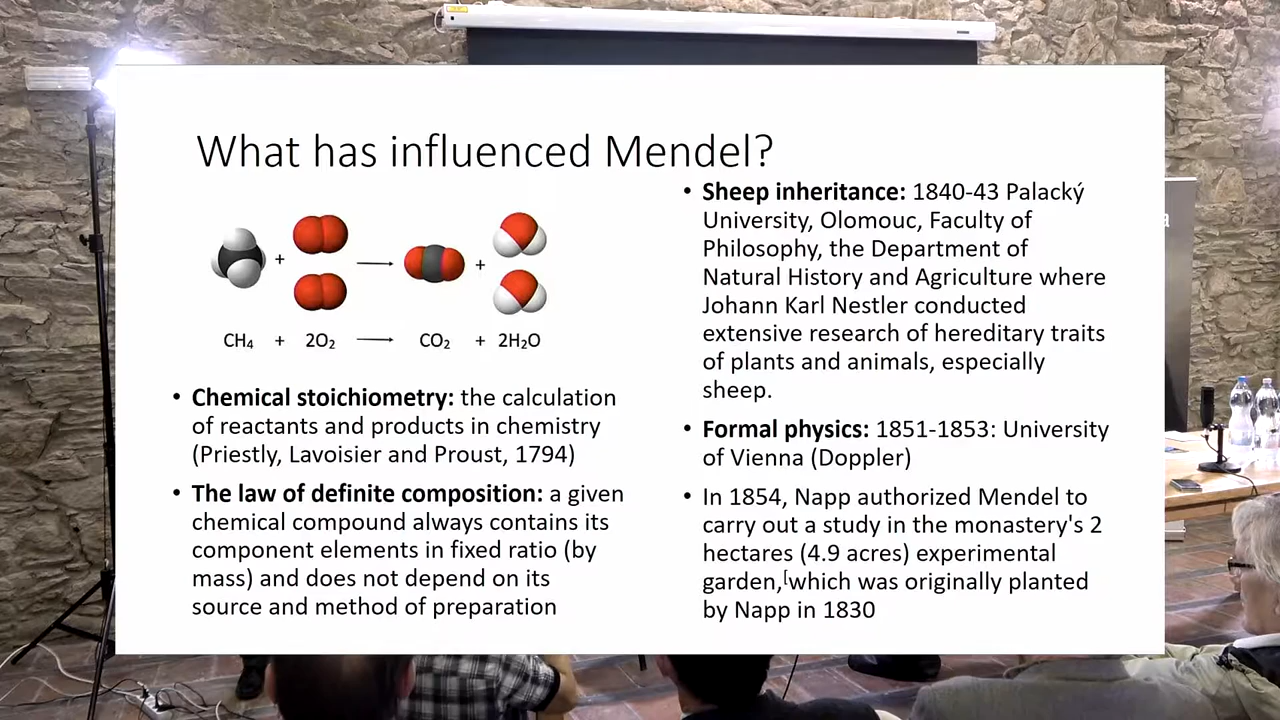 What has influenced Mendel?
+ → + 
CH₄ + 2O₂ → CO₂ + 2H₂O
• Chemical stoichiometry: the calculation
of reactants and products in chemistry
(Priestly, Lavoisier and Proust, 1794)
• The law of definite composition: a given
chemical compound always contains its
component elements in fixed ratio (by
mass) and does not depend on its
source and method of preparation
• Sheep inheritance: 1840-43 Palacký
University, Olomouc, Faculty of
Philosophy, the Department of
Natural History and Agriculture where
Johann Karl Nestler conducted
extensive research of hereditary traits
of plants and animals, especially
sheep.
• Formal physics: 1851-1853: University
of Vienna (Doppler)
• In 1854, Napp authorized Mendel to
carry out a study in the monastery's 2
hectares (4.9 acres) experimental
garden,[which was originally planted
by Napp in 1830